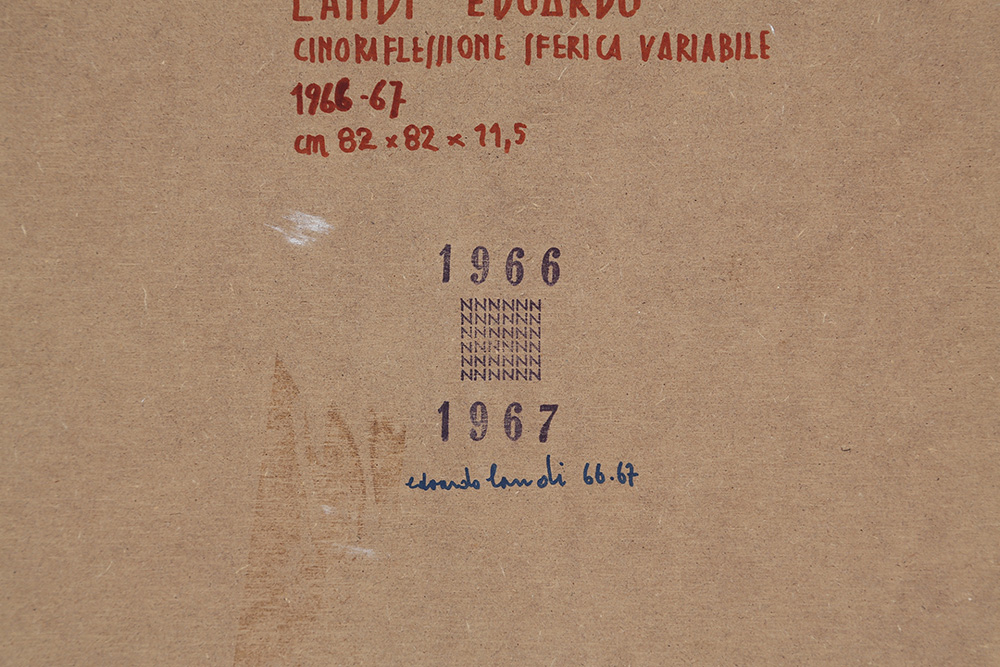 LANDI EDOARDO
CINORIFLESSIONE SFERICA VARIABILE
1966-67
cm 82 x 82 x 11,5
1966
NNNNNN
NNNNNN
NNNNNN
NNNNNN
NNNNNN
NNNNNN
1967
edoardo landi 66.67